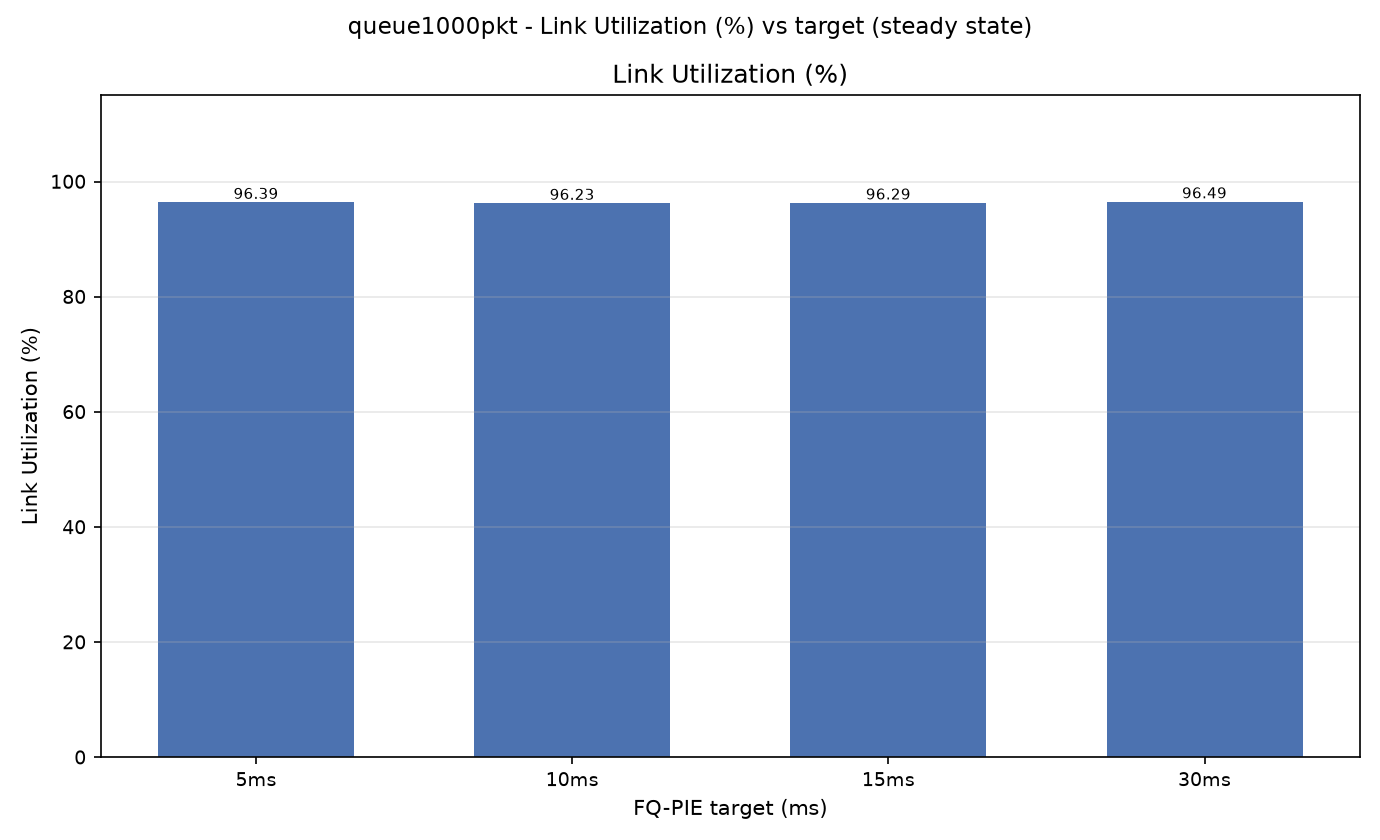 queue1000pkt - Link Utilization (%) vs target (steady state)
Link Utilization (%)
Link Utilization (%)
100
80
60
40
20
0
96.39
96.23
96.29
96.49
5ms
10ms
15ms
30ms
FQ-PIE target (ms)